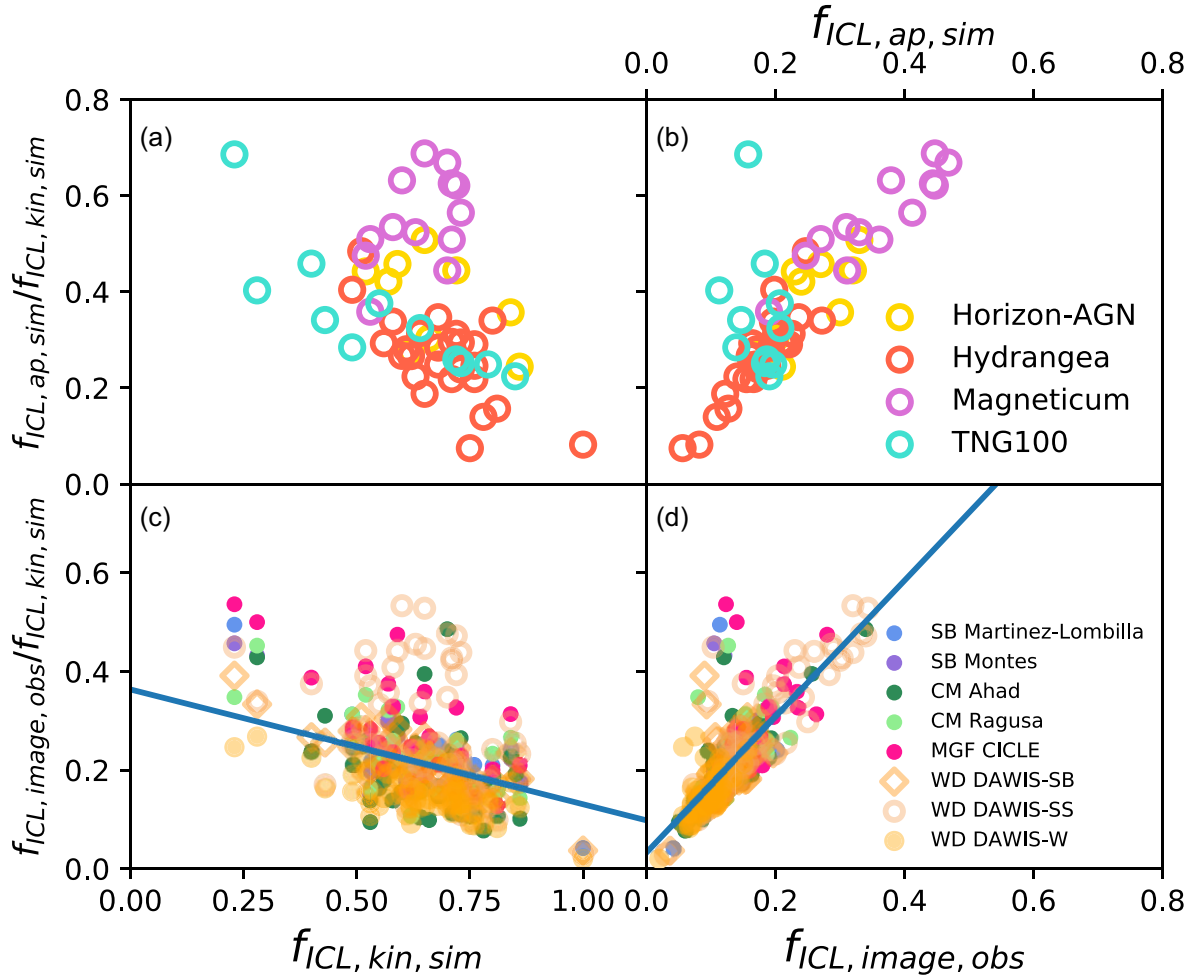 f_{ICL, ap, sim}
0.0 0.2 0.4 0.6 0.8
f_{ICL, ap, sim}/f_{ICL, kin, sim}
0.8
0.6
0.4
0.2
0.0
(a)
(b)
Horizon-AGN
Hydrangea
Magneticum
TNG100
f_{ICL, image, obs}/f_{ICL, kin, sim}
0.6
0.4
0.2
0.0
(c)
(d)
SB Martinez-Lombilla
SB Montes
CM Ahad
CM Ragusa
MGF CICLE
WD DAWIS-SB
WD DAWIS-SS
WD DAWIS-W
0.00 0.25 0.50 0.75 1.00
0.0 0.2 0.4 0.6 0.8
f_{ICL, kin, sim}
f_{ICL, image, obs}